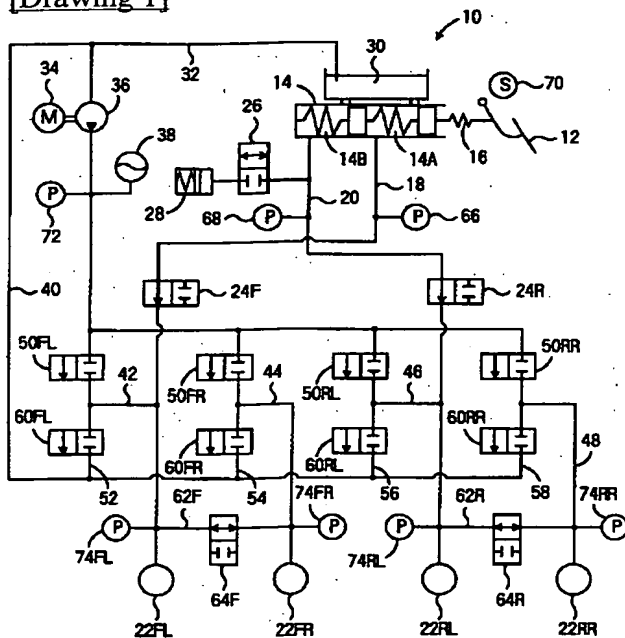 [Drawing 1]
10
34
36
32
30
S
70
M
14
26
38
12
14B
14A
16
28
20
18
P
72
68
P
P
66
40
24F
24R
50FL
42
50FR
44
50RL
46
50RR
60FL
60FR
60RL
60RR
48
52
54
56
58
74FR
74RR
62F
62R
P
P
P
P
74FL
74RL
64F
64R
22FL
22FR
22RL
22RR